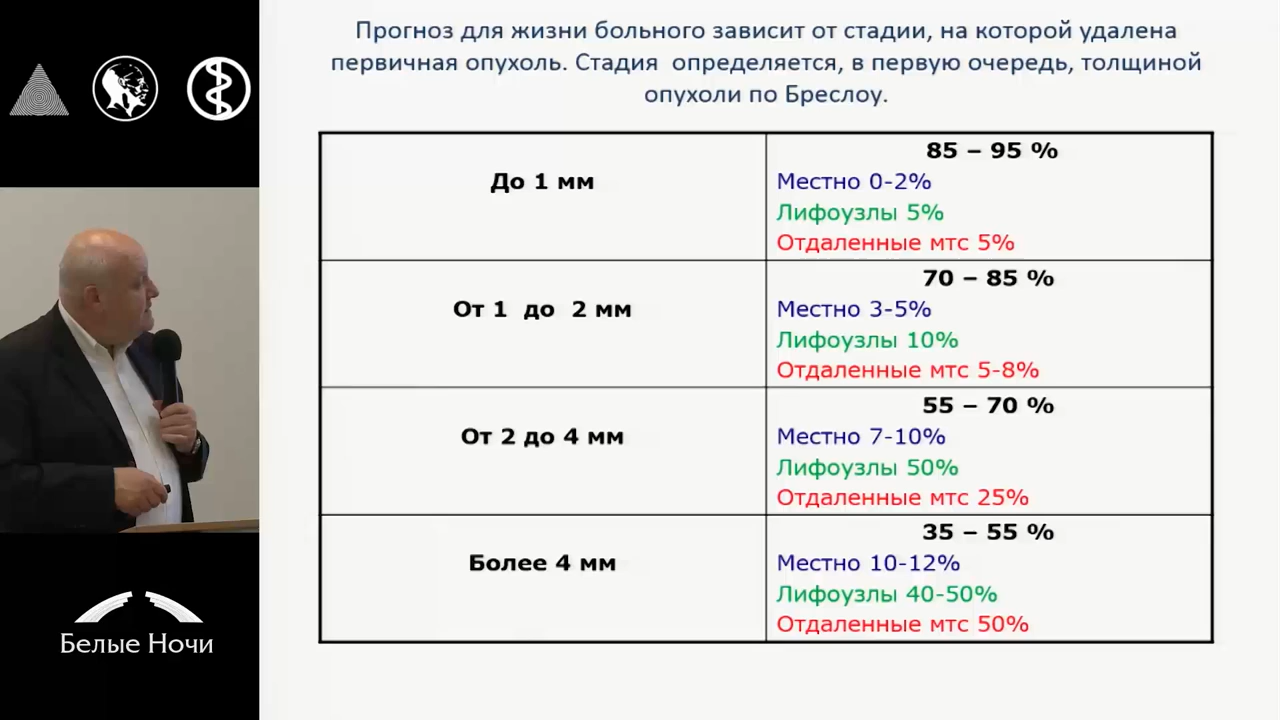 Прогноз для жизни больного зависит от стадии, на которой удалена
первичная опухоль. Стадия определяется, в первую очередь, толщиной
опухоли по Бреслоу.
До 1 мм
85 – 95 %
Местно 0-2%
Лифоузлы 5%
Отдаленные мтс 5%
От 1 до 2 мм
70 – 85 %
Местно 3-5%
Лифоузлы 10%
Отдаленные мтс 5-8%
От 2 до 4 мм
55 – 70 %
Местно 7-10%
Лифоузлы 50%
Отдаленные мтс 25%
Более 4 мм
35 – 55 %
Местно 10-12%
Лифоузлы 40-50%
Отдаленные мтс 50%
Белые Ночи